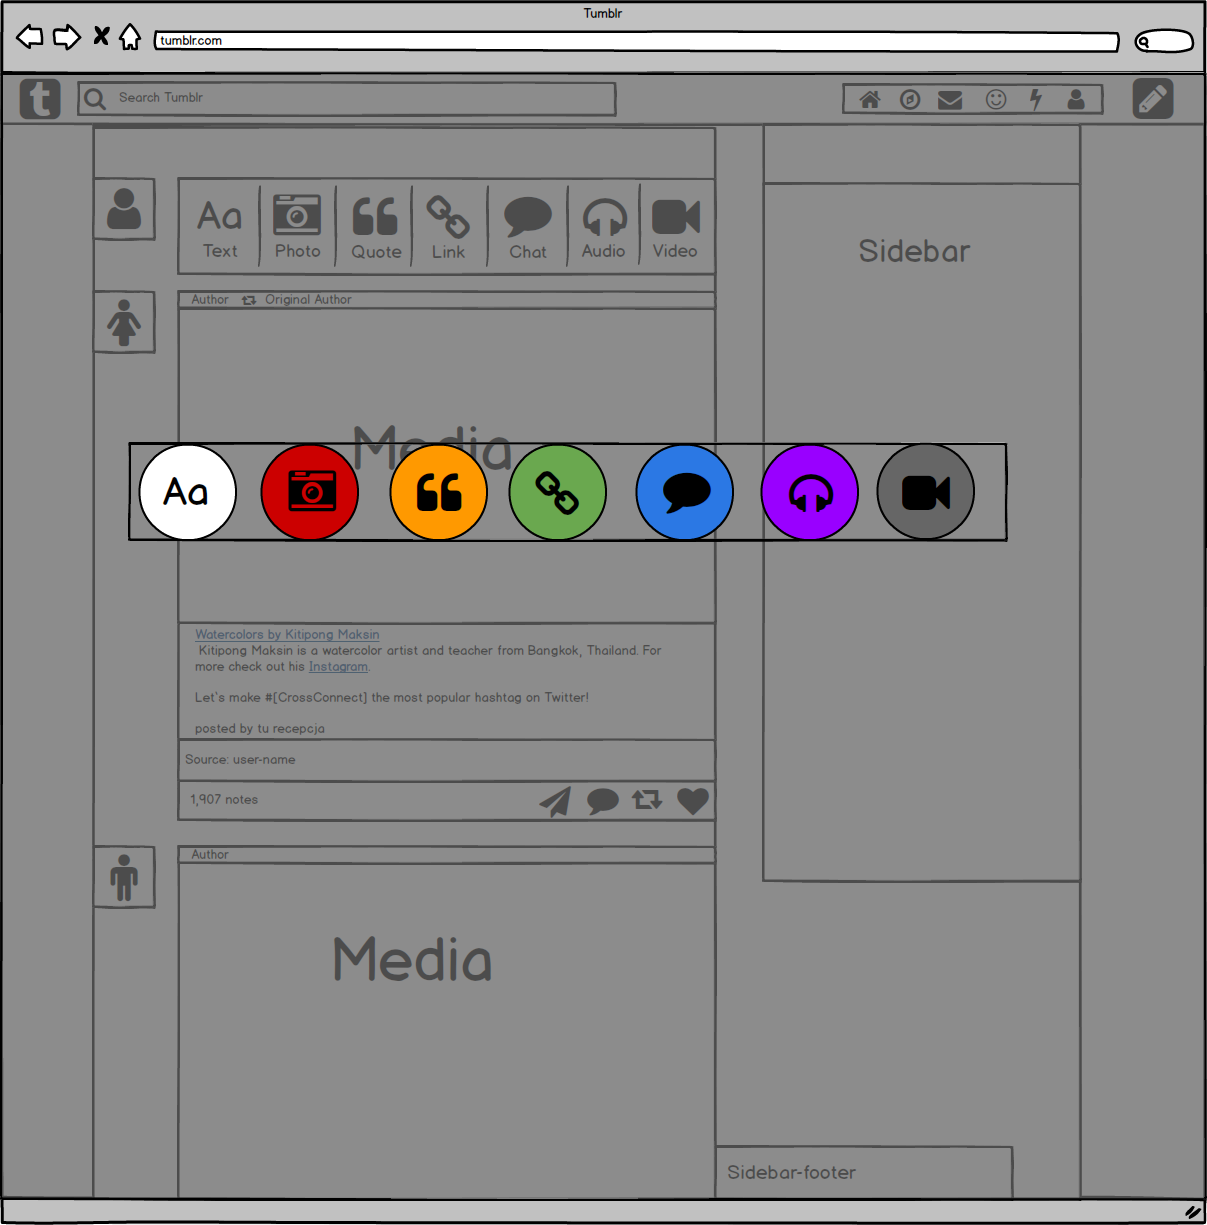 Tumblr
tumblr.com
t
Search Tumblr
Aa
Text
Photo
Quote
Link
Chat
Audio
Video
Sidebar
Author
Original Author
Media
Aa
Watercolors by Kitipong Maksin
Kitipong Maksin is a watercolor artist and teacher from Bangkok, Thailand. For
more check out his Instagram.
Let's make #[CrossConnect] the most popular hashtag on Twitter!
posted by tu recepcja
Source: user-name
1,907 notes
Author
Media
Sidebar-footer